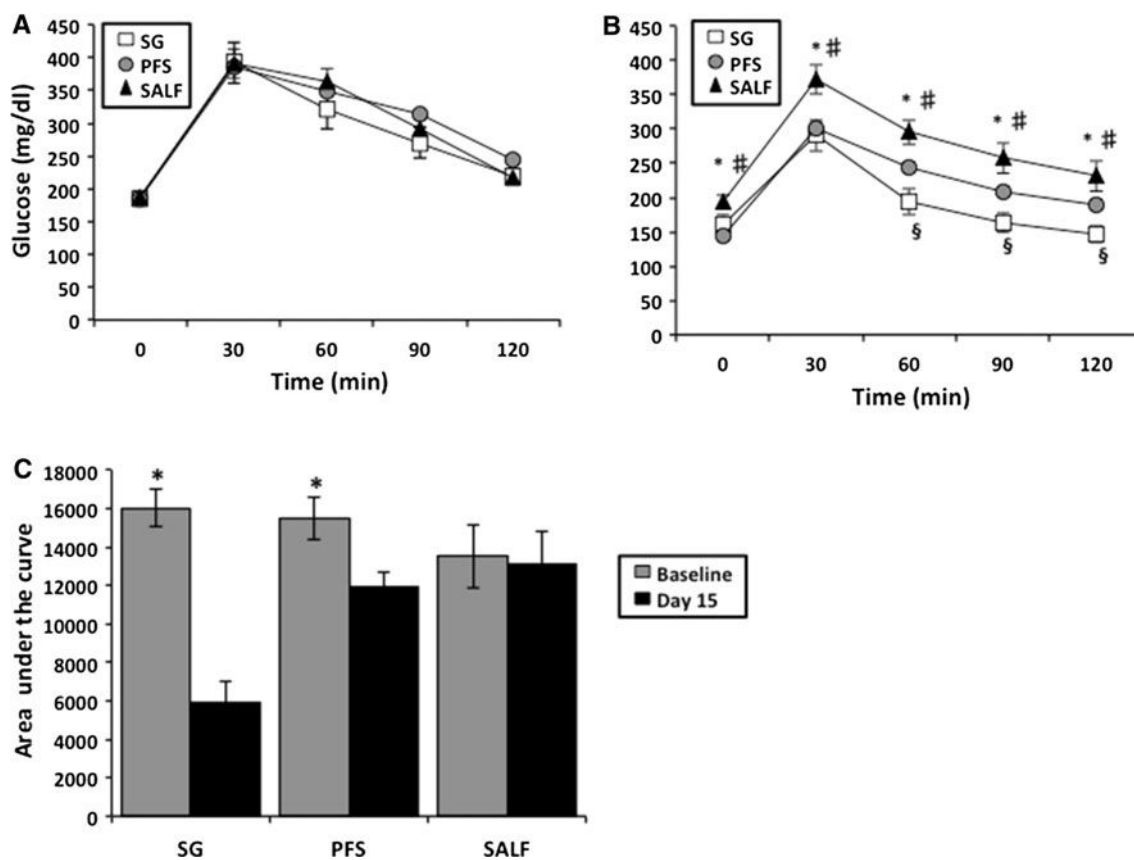 A
SG
PFS
SALF
450
400
350
300
250
200
150
100
50
0
Glucose (mg/dl)
0 30 60 90 120
Time (min)
B
SG
PFS
SALF
450
400
350
300
250
200
150
100
50
0
* #
* #
* #
* #
* #
§
§
§
0 30 60 90 120
Time (min)
C
18000
16000
14000
12000
10000
8000
6000
4000
2000
0
Area under the curve
*
*
SG PFS SALF
Baseline
Day 15